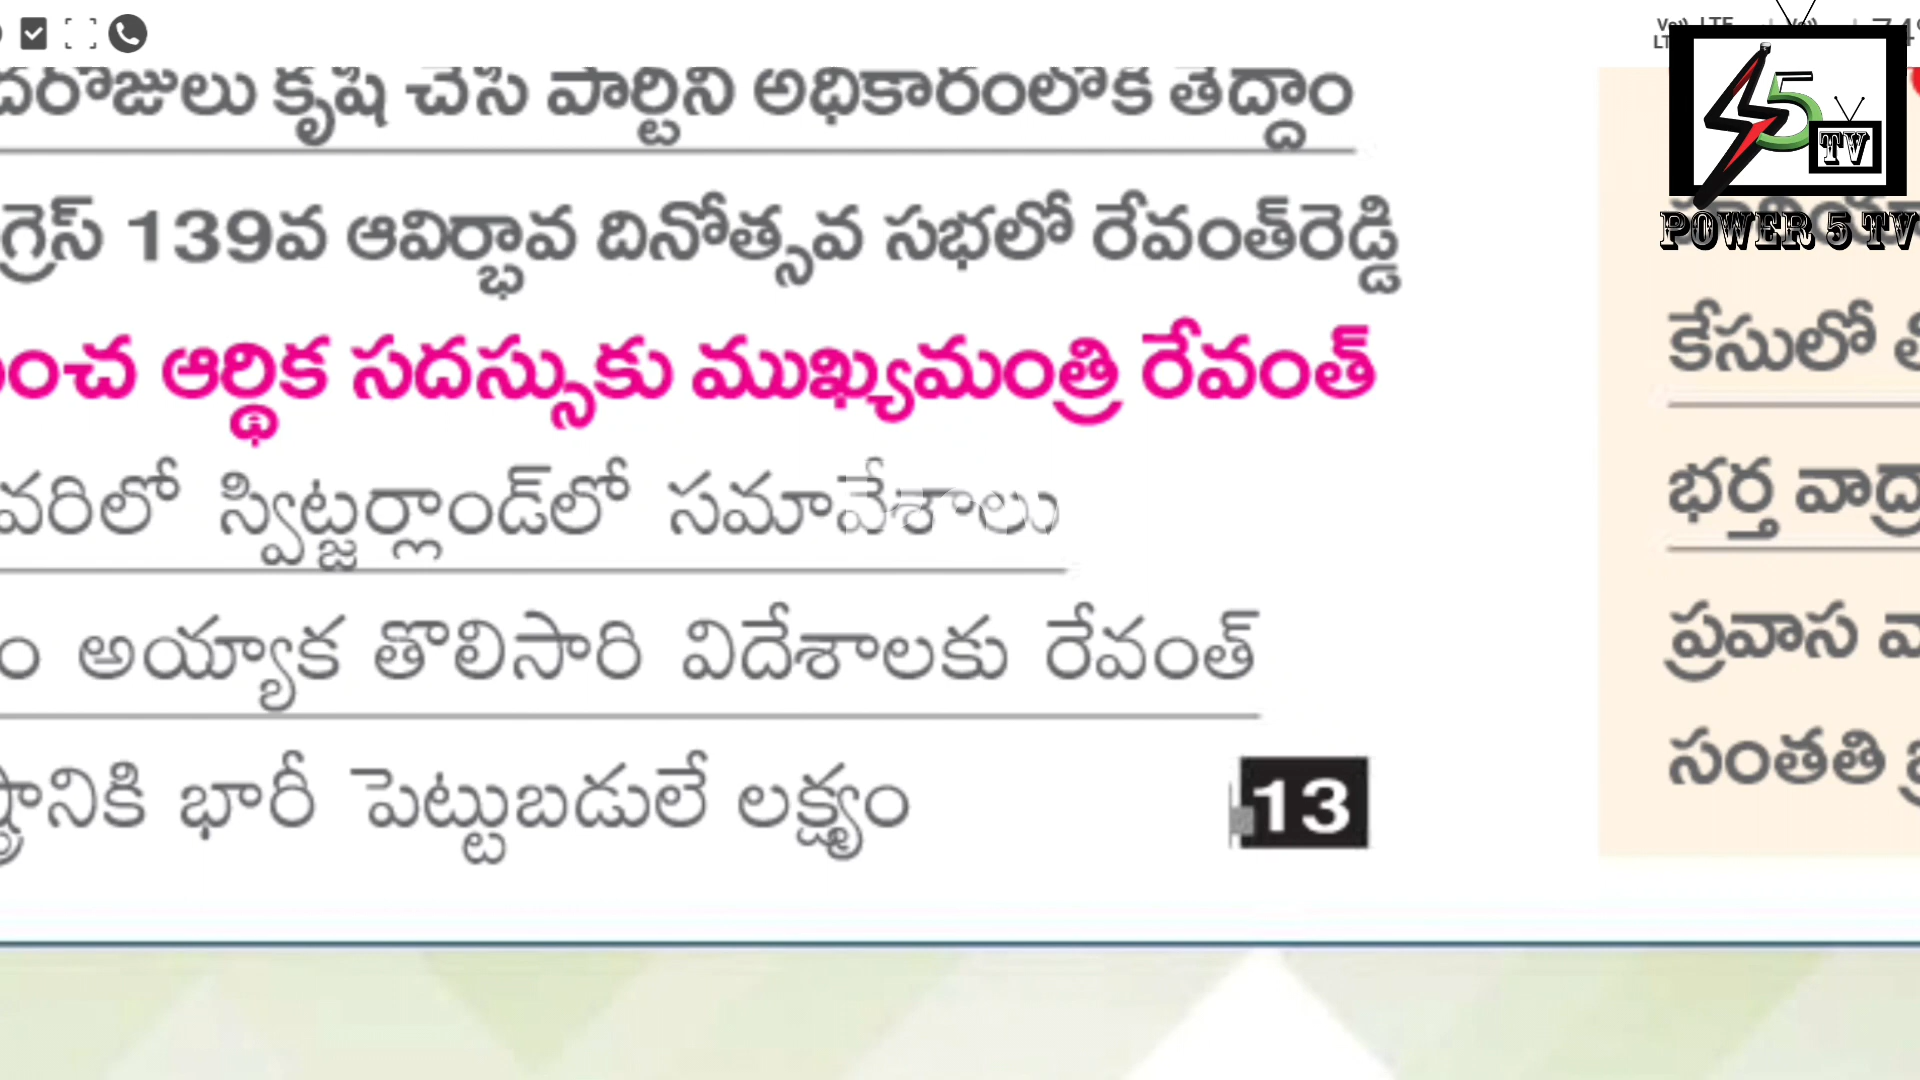 కృషి చేసి పార్టీని అధికారంలోకి తెద్దాం
139వ ఆవిర్భావ దినోత్సవ సభలో రేవంత్‌రెడ్డి
ఆర్థిక సదస్సుకు ముఖ్యమంత్రి రేవంత్
స్విట్జర్లాండ్‌లో సమావేశాలు
అయ్యాక తొలిసారి విదేశాలకు రేవంత్
భారీ పెట్టుబడులే లక్ష్యం
13
కేసులో
భర్త వాద్రా
ప్రవాస
సంతతి
5
TV
POWER 5 TV